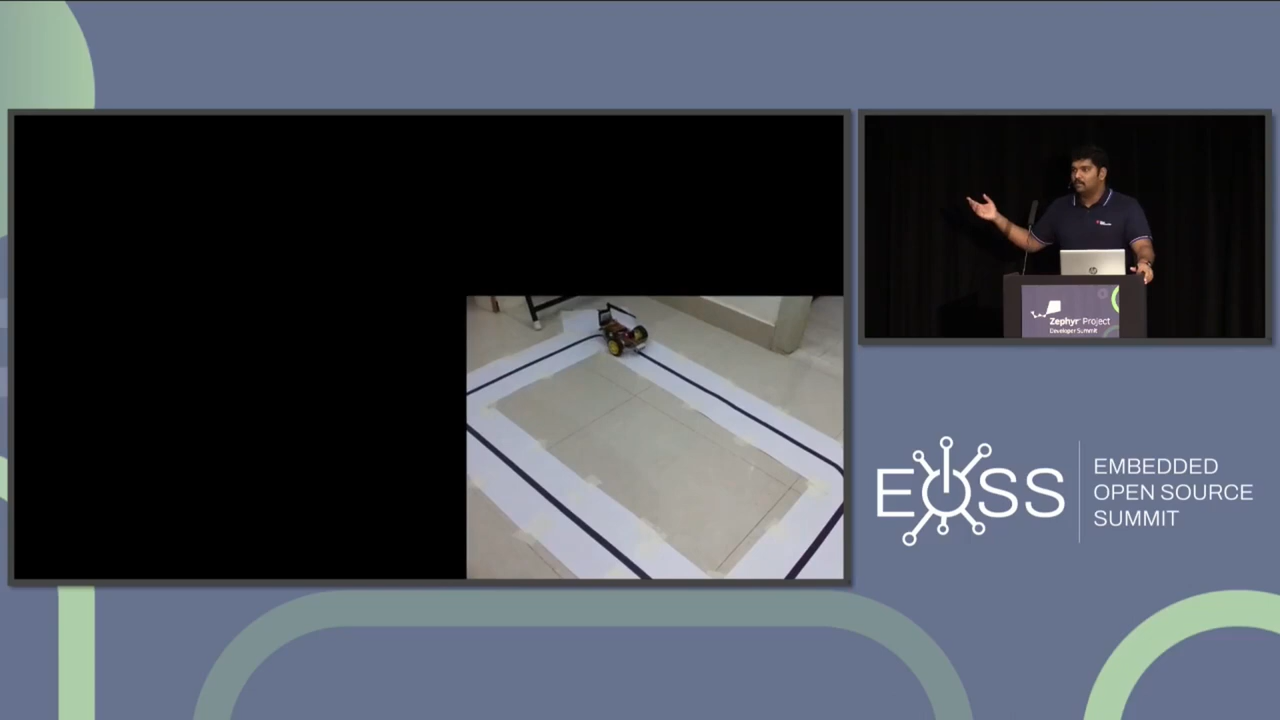 Zephyr® Project
Developer Summit
EOSS
EMBEDDED
OPEN SOURCE
SUMMIT